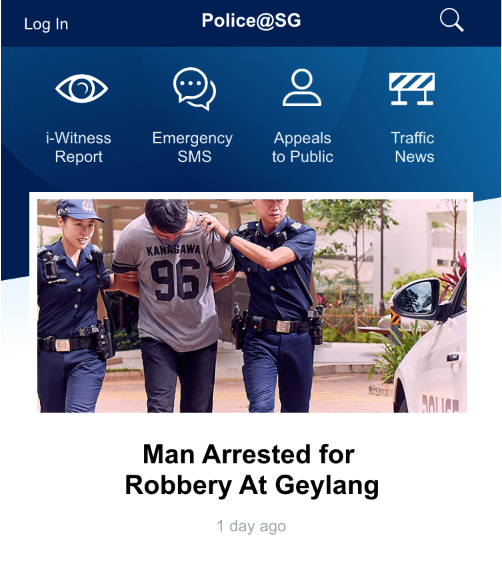 Log In
Police@SG
i-Witness
Report
Emergency
SMS
Appeals
to Public
Traffic
News
KANAGAWA
96
POLICE
Man Arrested for
Robbery At Geylang
1 day ago